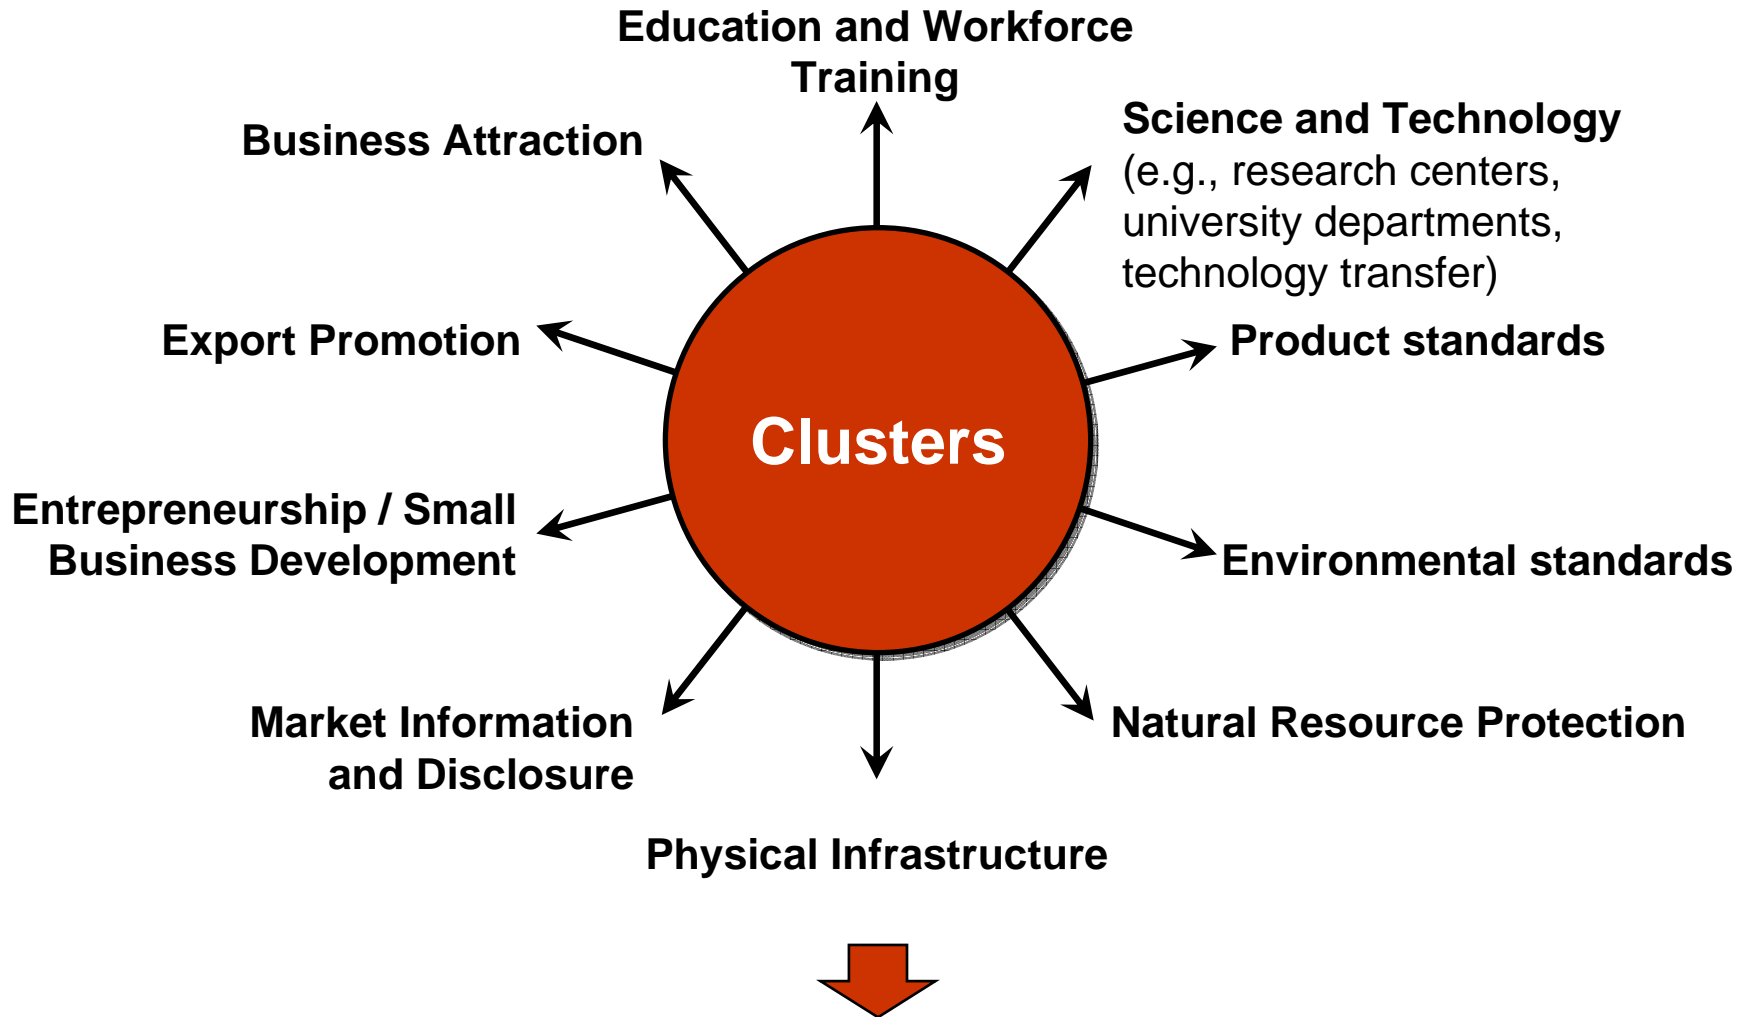 Education and Workforce
Training
Business Attraction
Science and Technology
(e.g., research centers,
university departments,
technology transfer)
Export Promotion
Product standards
Clusters
Entrepreneurship / Small
Business Development
Environmental standards
Market Information
and Disclosure
Natural Resource Protection
Physical Infrastructure